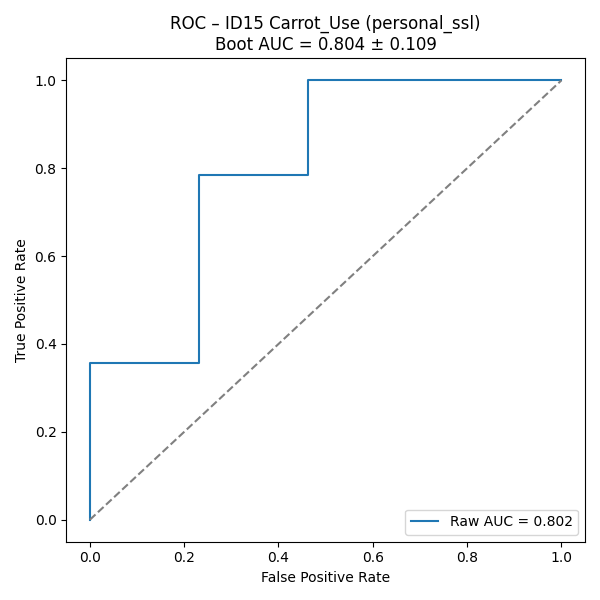 ROC – ID15 Carrot_Use (personal_ssl)
Boot AUC = 0.804 ± 0.109
1.0
0.8
0.6
0.4
0.2
0.0
True Positive Rate
Raw AUC = 0.802
0.0 0.2 0.4 0.6 0.8 1.0
False Positive Rate